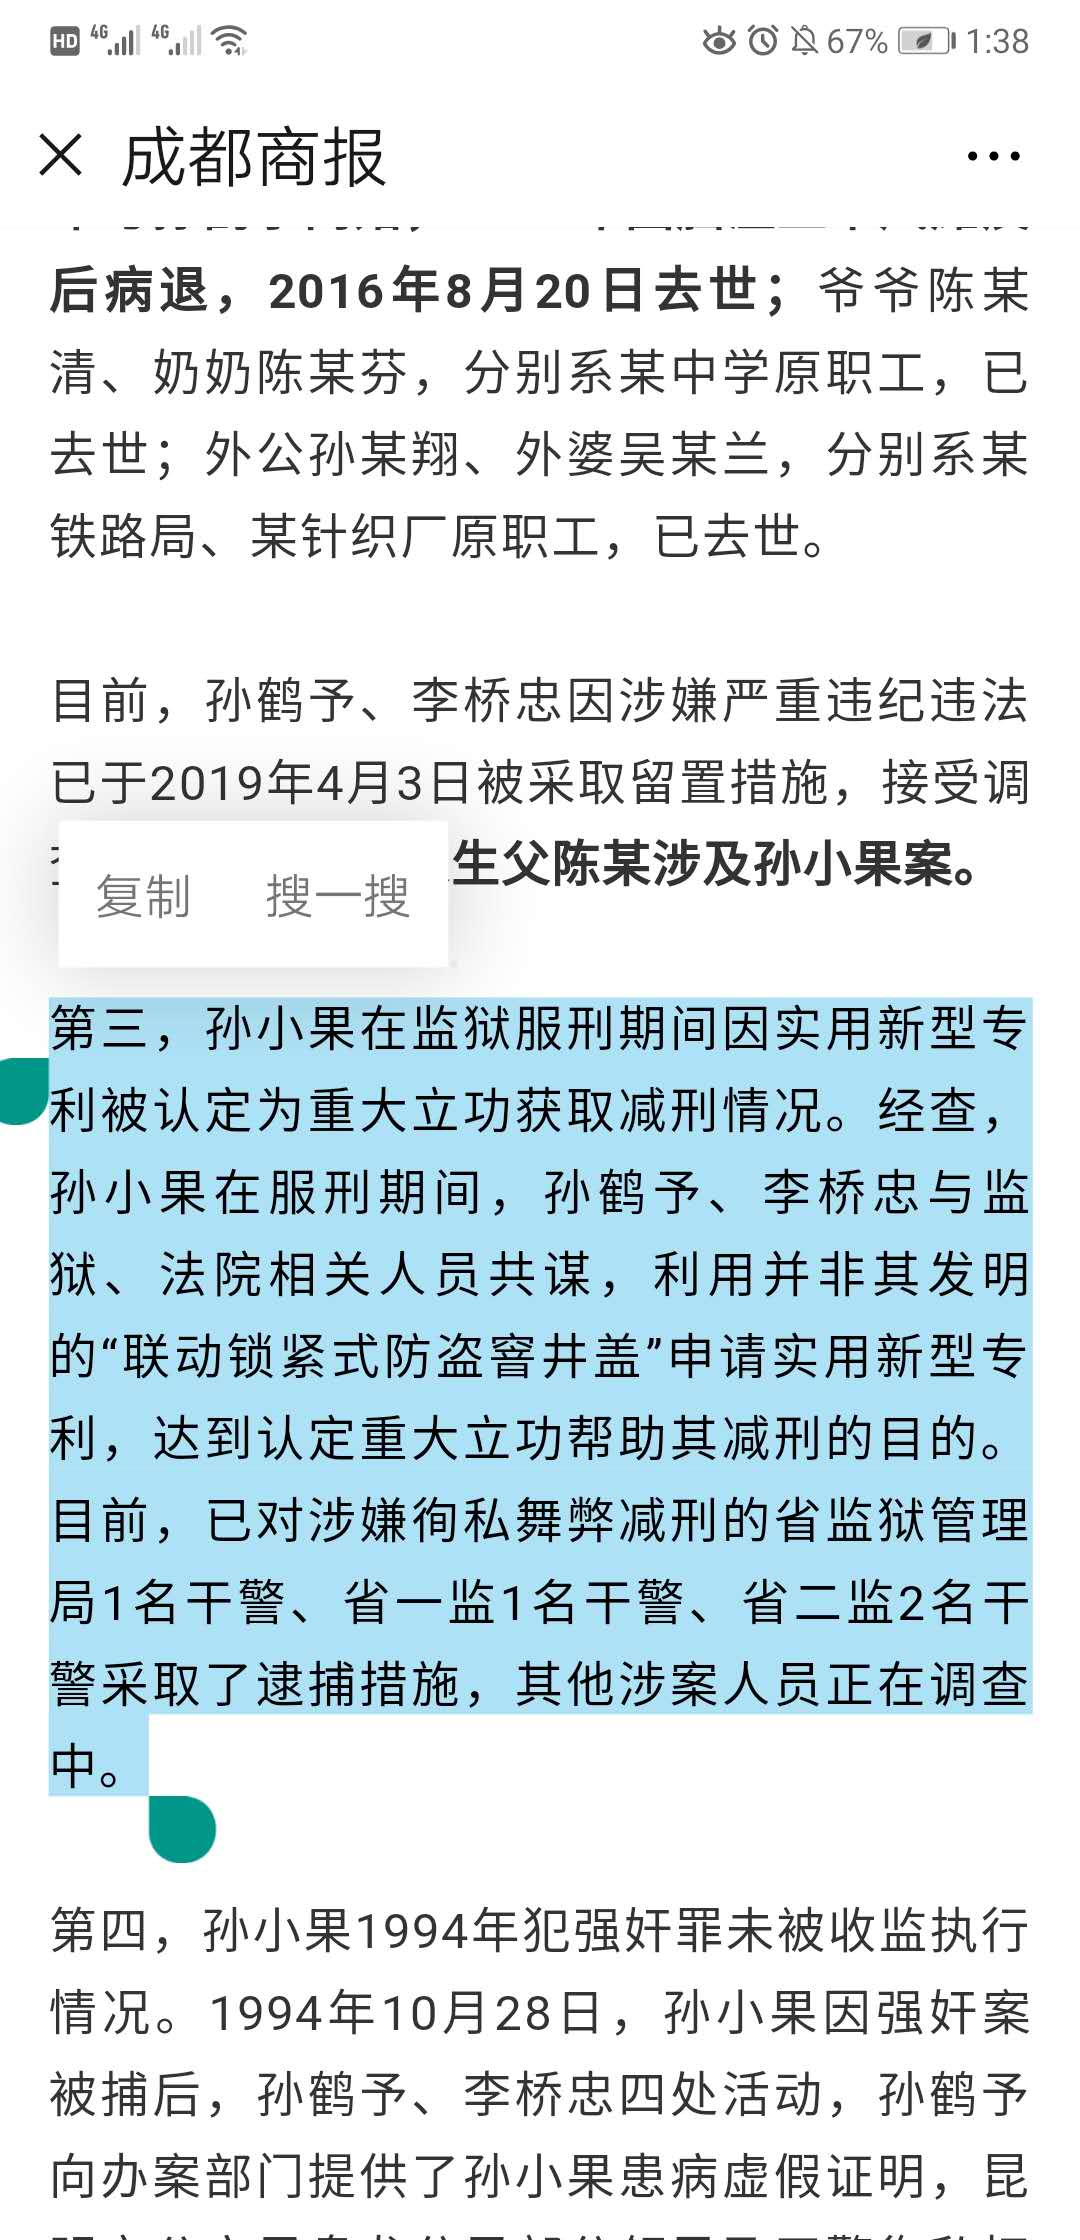 HD 4G 4G 67% 1:38
成都商报
后病退，2016年8月20日去世；爷爷陈某
清、奶奶陈某芬，分别系某中学原职工，已
去世；外公孙某翔、外婆吴某兰，分别系某
铁路局、某针织厂原职工，已去世。
目前，孙鹤予、李桥忠因涉嫌严重违纪违法
已于2019年4月3日被采取留置措施，接受调
生父陈某涉及孙小果案。
复制 搜一搜
第三，孙小果在监狱服刑期间因实用新型专
利被认定为重大立功获取减刑情况。经查，
孙小果在服刑期间，孙鹤予、李桥忠与监
狱、法院相关人员共谋，利用并非其发明
的“联动锁紧式防盗窨井盖”申请实用新型专
利，达到认定重大立功帮助其减刑的目的。
目前，已对涉嫌徇私舞弊减刑的省监狱管理
局1名干警、省一监1名干警、省二监2名干
警采取了逮捕措施，其他涉案人员正在调查
中。
第四，孙小果1994年犯强奸罪未被收监执行
情况。1994年10月28日，孙小果因强奸案
被捕后，孙鹤予、李桥忠四处活动，孙鹤予
向办案部门提供了孙小果患病虚假证明，昆